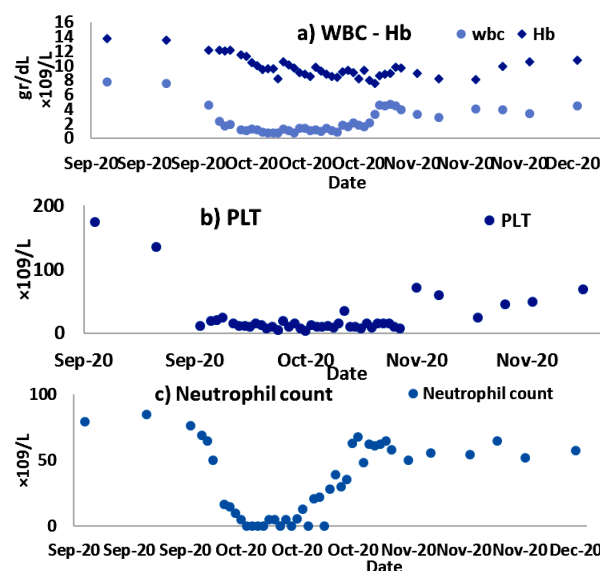 a) WBC - Hb
wbc
Hb
gr/dL
×109/L
16
14
12
10
8
6
4
2
0
Sep-20 Sep-20 Sep-20 Oct-20 Oct-20 Oct-20 Nov-20 Nov-20 Nov-20 Dec-20
Date
b) PLT
PLT
×109/L
200
100
0
Sep-20 Sep-20 Oct-20 Nov-20 Nov-20
Date
c) Neutrophil count
Neutrophil count
×109/L
100
50
0
Sep-20 Sep-20 Sep-20 Oct-20 Oct-20 Oct-20 Nov-20 Nov-20 Nov-20 Dec-20
Date